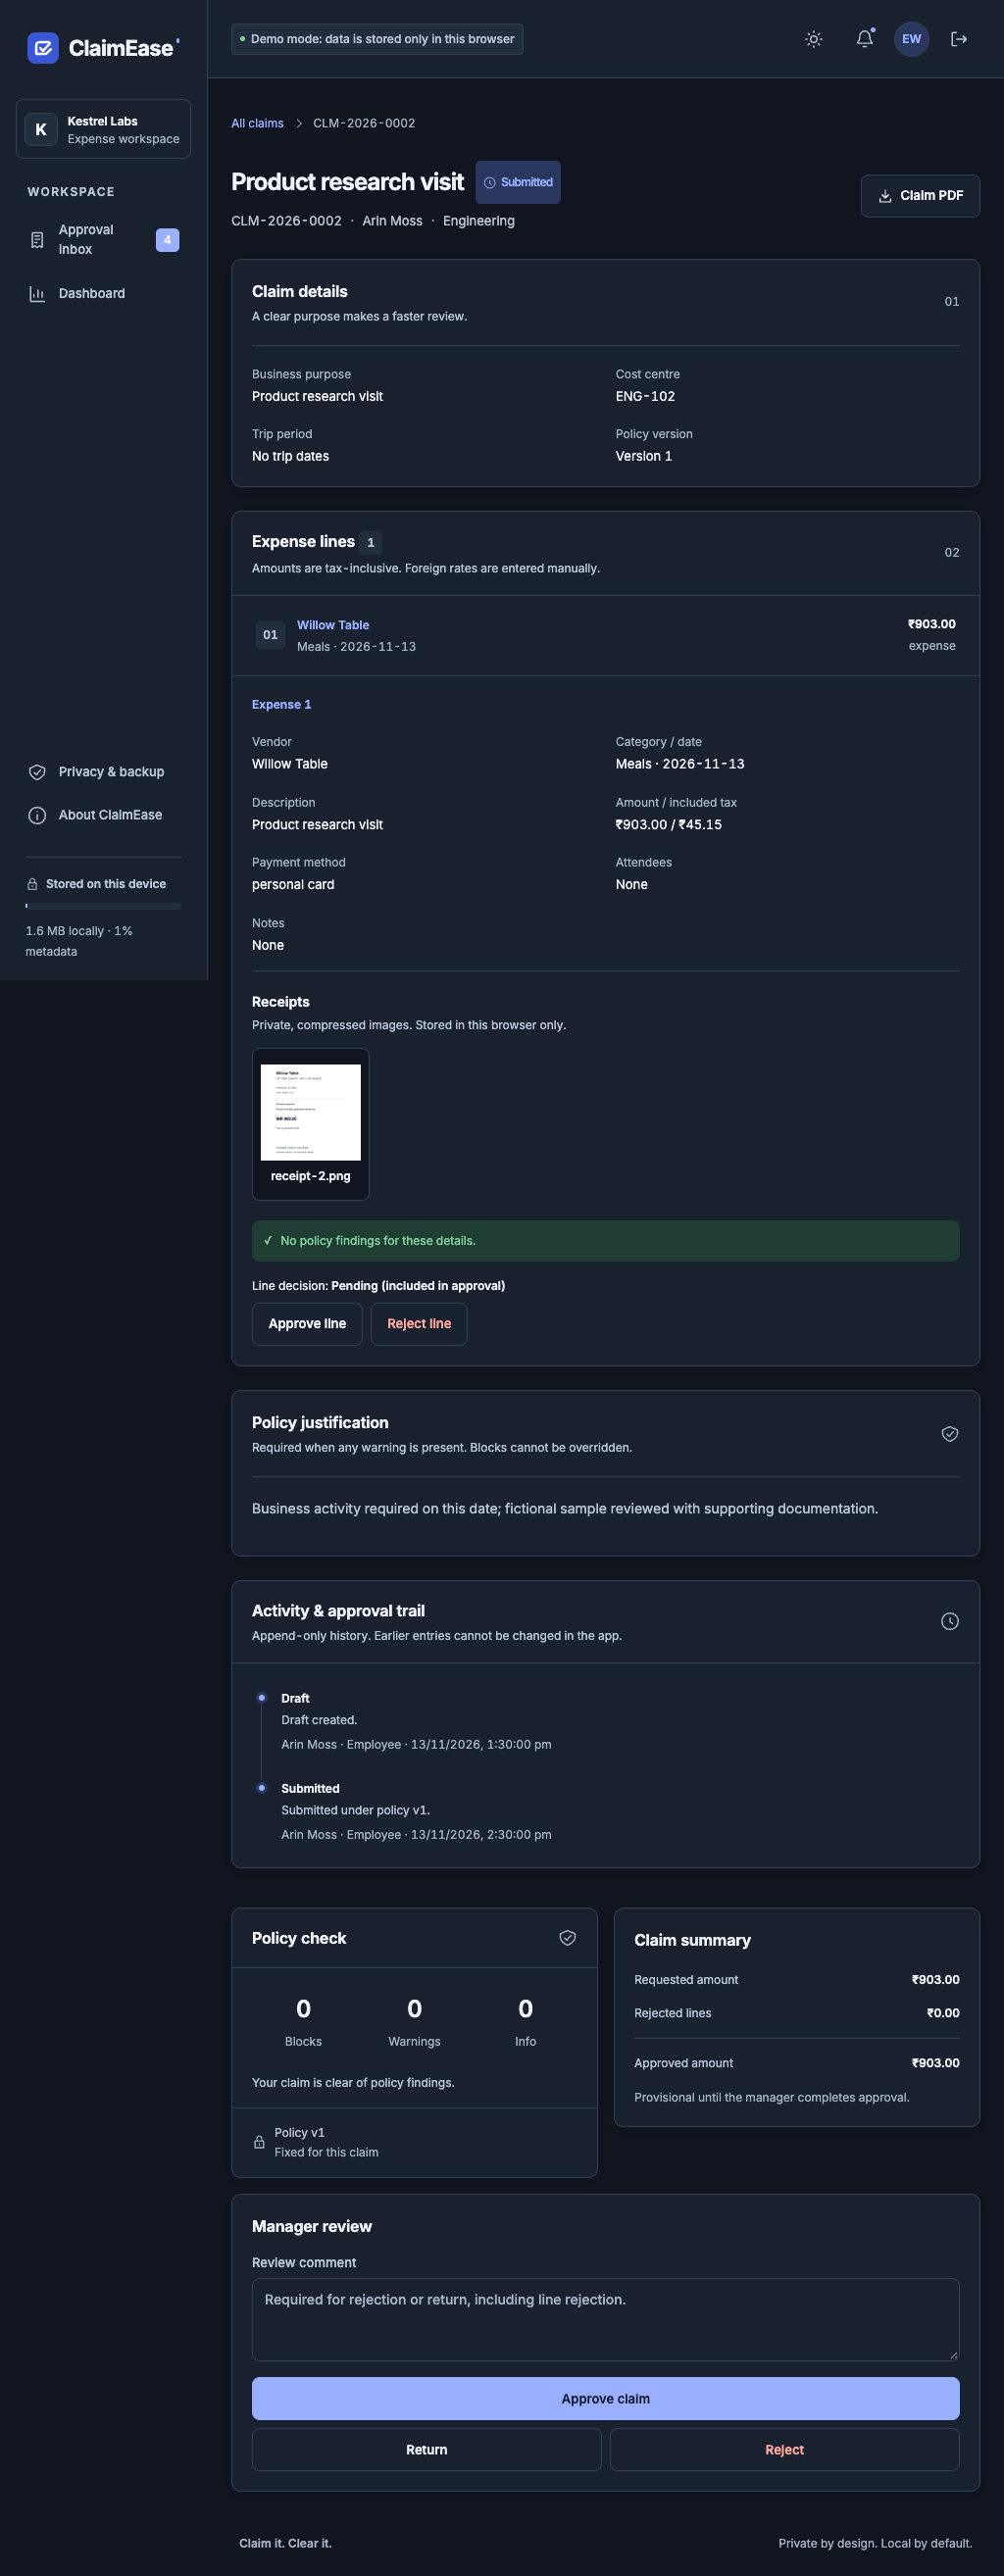 ClaimEase
Demo mode: data is stored only in this browser
EW
K
Kestrel Labs
Expense workspace
WORKSPACE
Approval
inbox
4
Dashboard
Privacy & backup
About ClaimEase
Stored on this device
1.6 MB locally · 1%
metadata
All claims
CLM-2026-0002
Product research visit
Submitted
CLM-2026-0002 · Arin Moss · Engineering
Claim PDF
Claim details
A clear purpose makes a faster review.
01
Business purpose
Product research visit
Cost centre
ENG-102
Trip period
No trip dates
Policy version
Version 1
Expense lines 1
Amounts are tax-inclusive. Foreign rates are entered manually.
02
01
Willow Table
Meals · 2026-11-13
₹903.00
expense
Expense 1
Vendor
Willow Table
Category / date
Meals · 2026-11-13
Description
Product research visit
Amount / included tax
₹903.00 / ₹45.15
Payment method
personal card
Attendees
None
Notes
None
Receipts
Private, compressed images. Stored in this browser only.
Willow Table
receipt-2.png
✓ No policy findings for these details.
Line decision: Pending (included in approval)
Approve line
Reject line
Policy justification
Required when any warning is present. Blocks cannot be overridden.
Business activity required on this date; fictional sample reviewed with supporting documentation.
Activity & approval trail
Append-only history. Earlier entries cannot be changed in the app.
Draft
Draft created.
Arin Moss · Employee · 13/11/2026, 1:30:00 pm
Submitted
Submitted under policy v1.
Arin Moss · Employee · 13/11/2026, 2:30:00 pm
Policy check
0
Blocks
0
Warnings
0
Info
Your claim is clear of policy findings.
Policy v1
Fixed for this claim
Claim summary
Requested amount
₹903.00
Rejected lines
₹0.00
Approved amount
₹903.00
Provisional until the manager completes approval.
Manager review
Review comment
Required for rejection or return, including line rejection.
Approve claim
Return
Reject
Claim it. Clear it.
Private by design. Local by default.